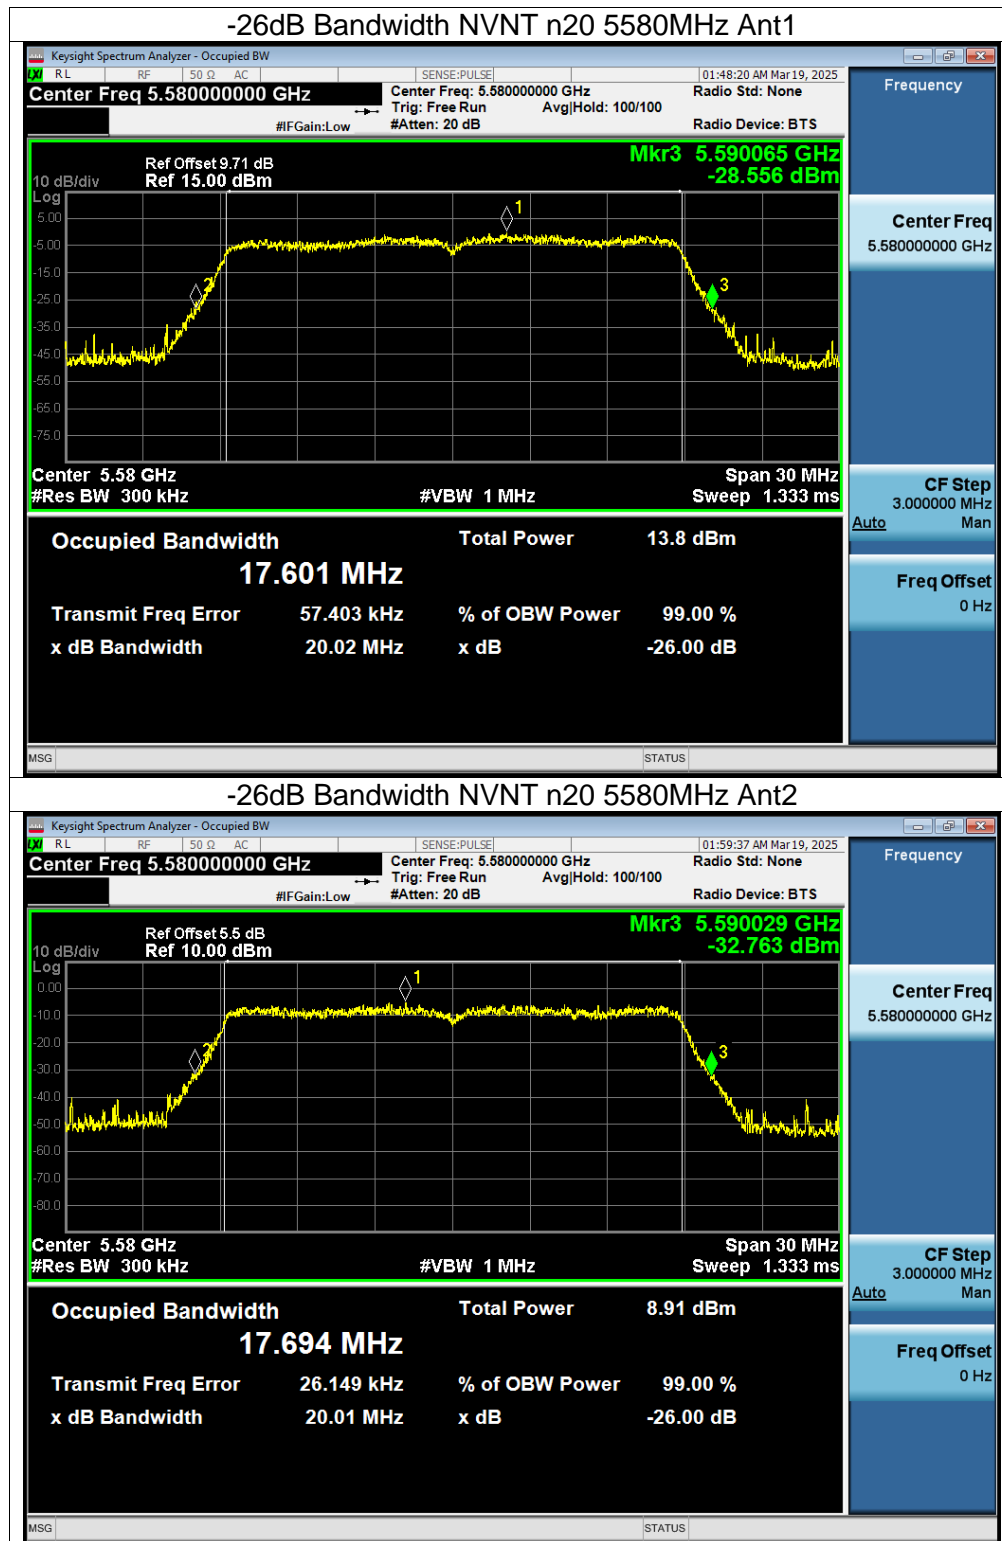 -26dB Bandwidth NVNT n20 5580MHz Ant1
Keysight Spectrum Analyzer - Occupied BW
LXI RL RF 50 Ω AC SENSE:PULSE 01:48:20 AM Mar 19, 2025
Center Freq 5.580000000 GHz
Center Freq: 5.580000000 GHz Radio Std: None
Trig: Free Run Avg|Hold: 100/100
#IFGain:Low #Atten: 20 dB Radio Device: BTS
Frequency
Mkr3 5.590065 GHz
-28.556 dBm
Ref Offset 9.71 dB
10 dB/div Ref 15.00 dBm
Log
5.00
-5.00
-15.0
-25.0
-35.0
-45.0
-55.0
-65.0
-75.0
1
2
3
Center 5.58 GHz Span 30 MHz
#Res BW 300 kHz #VBW 1 MHz Sweep 1.333 ms
Center Freq
5.580000000 GHz
CF Step
3.000000 MHz
Auto Man
Freq Offset
0 Hz
Occupied Bandwidth Total Power 13.8 dBm
17.601 MHz
Transmit Freq Error 57.403 kHz % of OBW Power 99.00 %
x dB Bandwidth 20.02 MHz x dB -26.00 dB
MSG STATUS
-26dB Bandwidth NVNT n20 5580MHz Ant2
Keysight Spectrum Analyzer - Occupied BW
LXI RL RF 50 Ω AC SENSE:PULSE 01:59:37 AM Mar 19, 2025
Center Freq 5.580000000 GHz
Center Freq: 5.580000000 GHz Radio Std: None
Trig: Free Run Avg|Hold: 100/100
#IFGain:Low #Atten: 20 dB Radio Device: BTS
Frequency
Mkr3 5.590029 GHz
-32.763 dBm
Ref Offset 5.5 dB
10 dB/div Ref 10.00 dBm
Log
0.00
-10.0
-20.0
-30.0
-40.0
-50.0
-60.0
-70.0
-80.0
1
2
3
Center 5.58 GHz Span 30 MHz
#Res BW 300 kHz #VBW 1 MHz Sweep 1.333 ms
Center Freq
5.580000000 GHz
CF Step
3.000000 MHz
Auto Man
Freq Offset
0 Hz
Occupied Bandwidth Total Power 8.91 dBm
17.694 MHz
Transmit Freq Error 26.149 kHz % of OBW Power 99.00 %
x dB Bandwidth 20.01 MHz x dB -26.00 dB
MSG STATUS